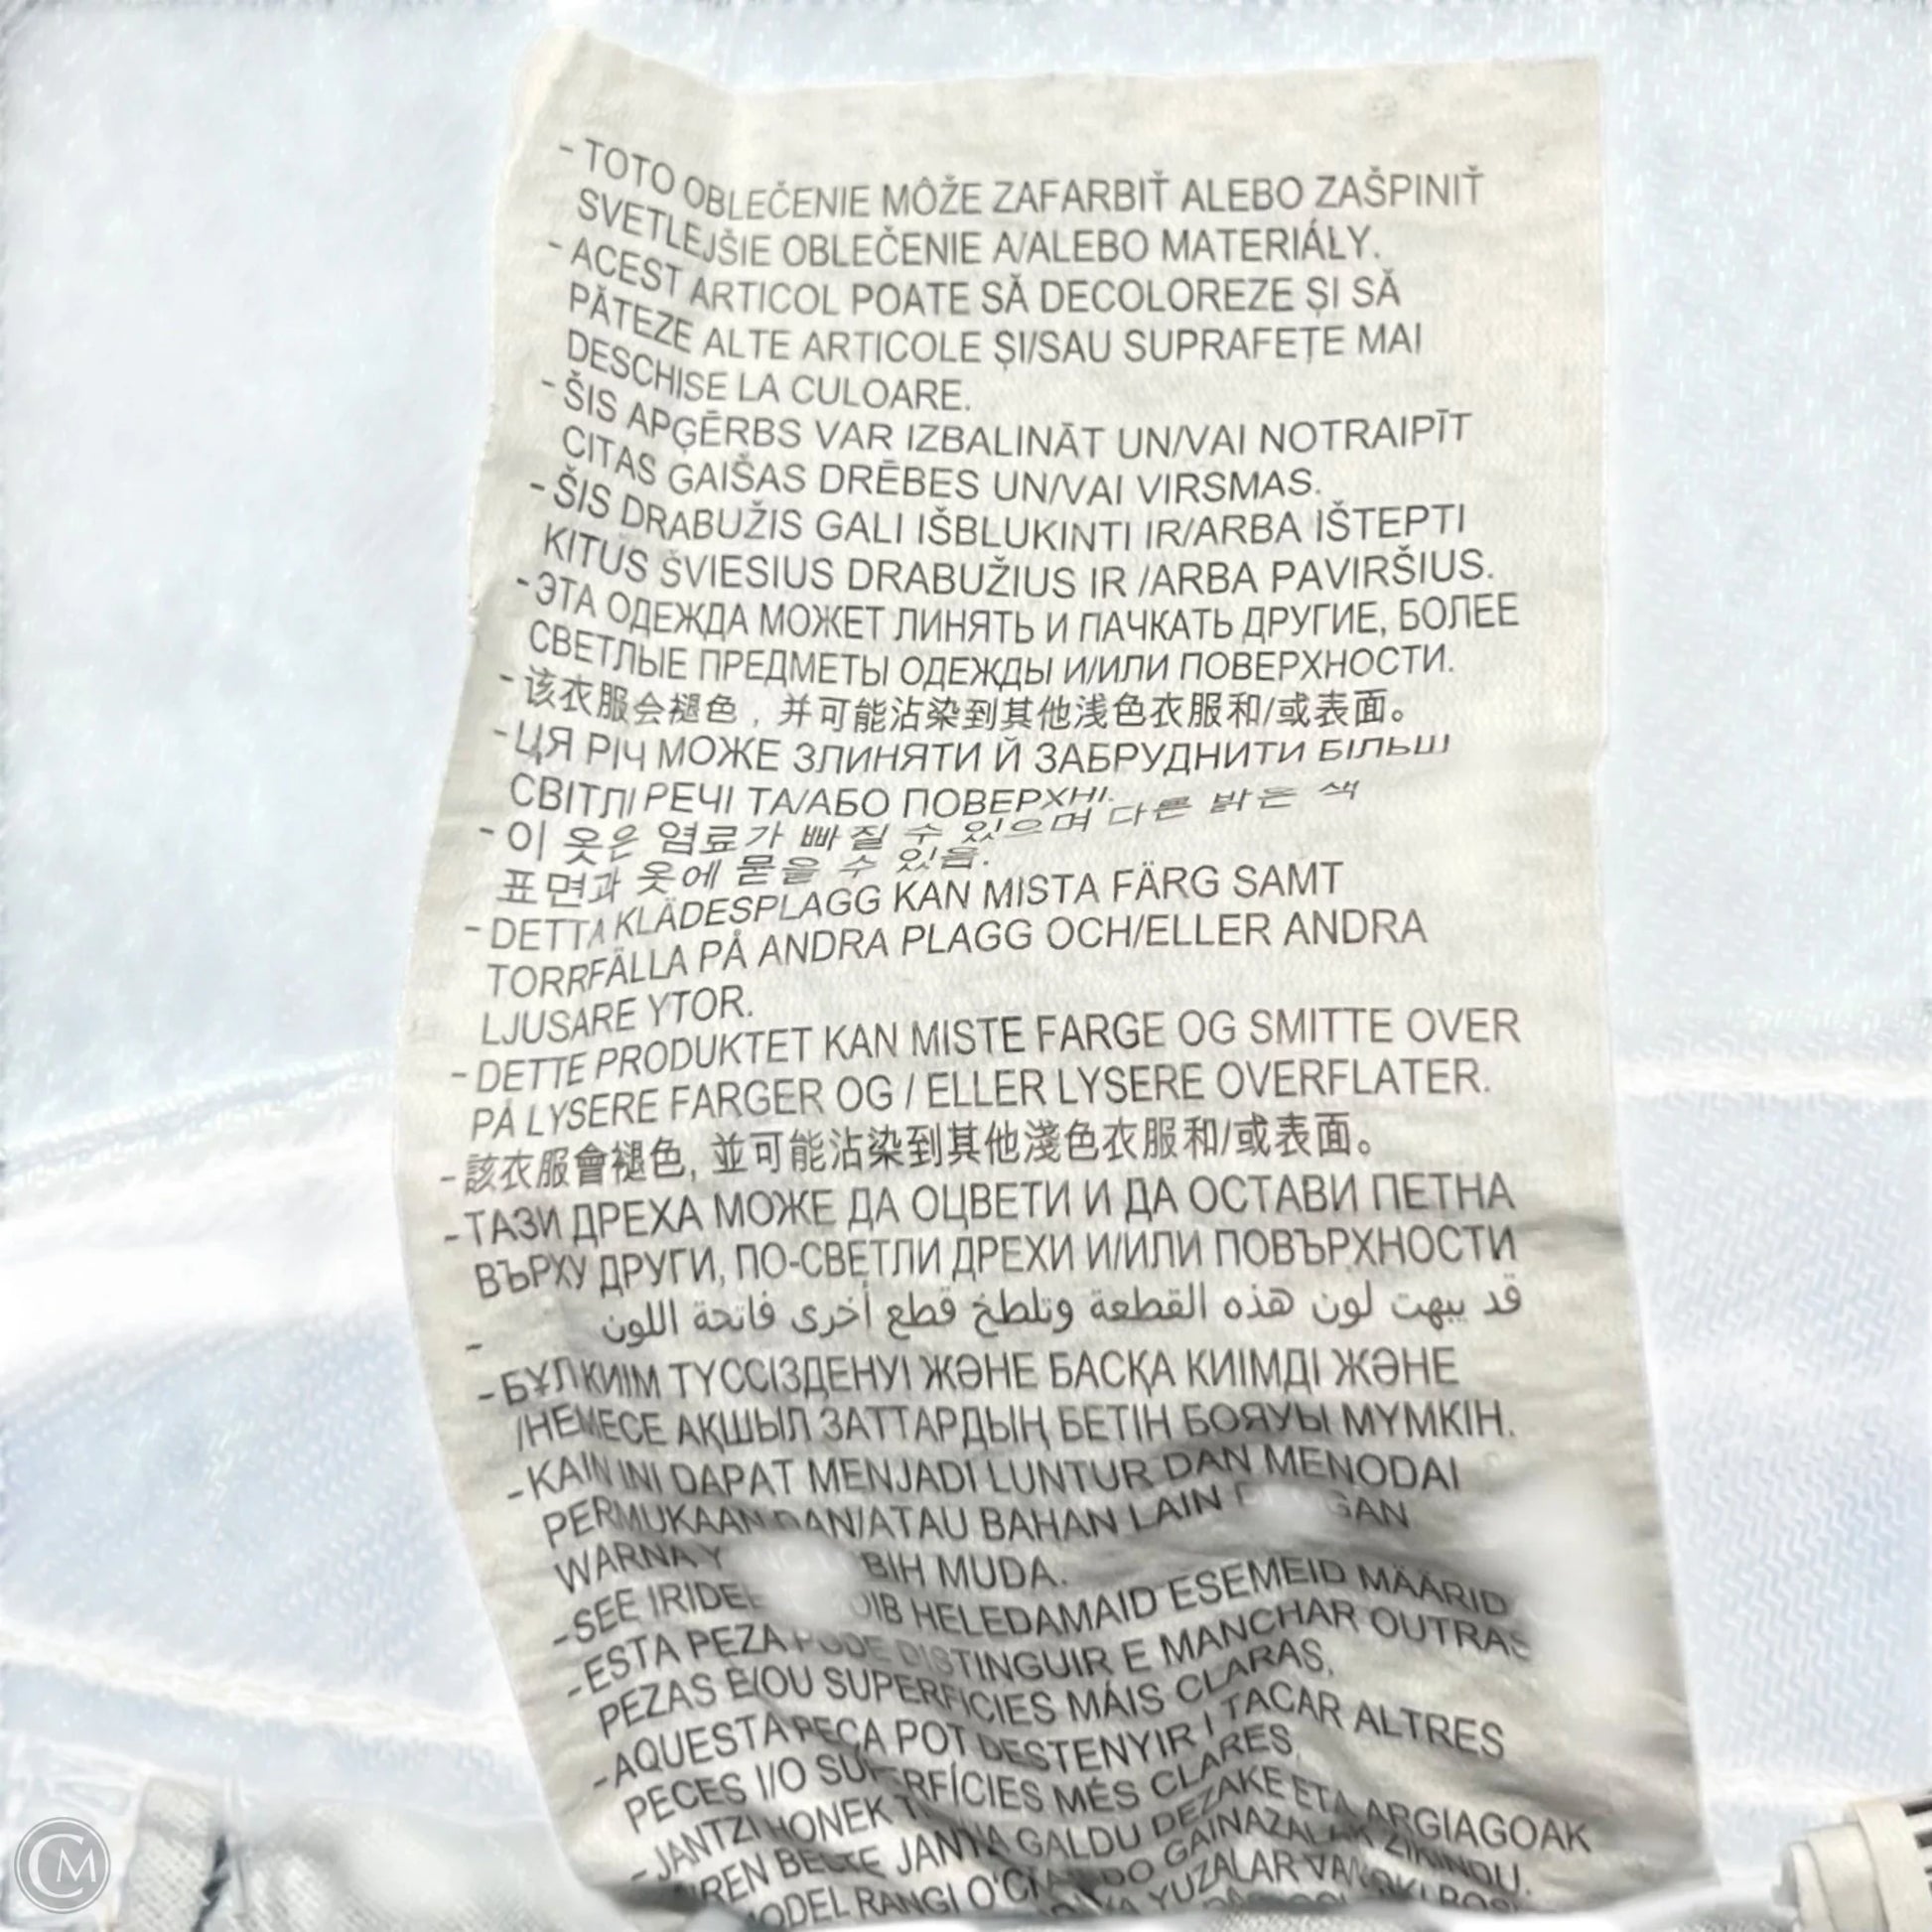 - TOTO OBLEČENIE MÔŽE ZAFARBIŤ ALEBO ZAŠPINIŤ
SVETLEJŠIE OBLEČENIE A/ALEBO MATERIÁLY.
- ACEST ARTICOL POATE SĂ DECOLOREZE ȘI SĂ
PĂTEZE ALTE ARTICOLE ȘI/SAU SUPRAFEȚE MAI
DESCHISE LA CULOARE.
- ŠIS APĢĒRBS VAR IZBALINĀT UN/VAI NOTRAIPĪT
CITAS GAIŠAS DRĒBES UN/VAI VIRSMAS.
- ŠIS DRABUŽIS GALI IŠBLUKINTI IR/ARBA IŠTEPTI
KITUS ŠVIESIUS DRABUŽIUS IR /ARBA PAVIRŠIUS.
- ЭТА ОДЕЖДА МОЖЕТ ЛИНЯТЬ И ПАЧКАТЬ ДРУГИЕ, БОЛЕЕ
СВЕТЛЫЕ ПРЕДМЕТЫ ОДЕЖДЫ И/ИЛИ ПОВЕРХНОСТИ.
- 该衣服会褪色，并可能沾染到其他浅色衣服和/或表面。
- ЦЯ РІЧ МОЖЕ ЗЛИНЯТИ Й ЗАБРУДНИТИ БІЛЬШ
СВІТЛІ РЕЧІ ТА/АБО ПОВЕРХНІ.
- 이 옷은 염료가 빠질 수 있으며 다른 밝은 색
표면과 옷에 묻을 수 있음.
- DETTA KLÄDESPLAGG KAN MISTA FÄRG SAMT
TORRFÄLLA PÅ ANDRA PLAGG OCH/ELLER ANDRA
LJUSARE YTOR.
- DETTE PRODUKTET KAN MISTE FARGE OG SMITTE OVER
PÅ LYSERE FARGER OG / ELLER LYSERE OVERFLATER.
- 該衣服會褪色, 並可能沾染到其他淺色衣服和/或表面。
- ТАЗИ ДРЕХА МОЖЕ ДА ОЦВЕТИ И ДА ОСТАВИ ПЕТНА
ВЪРХУ ДРУГИ, ПО-СВЕТЛИ ДРЕХИ И/ИЛИ ПОВЪРХНОСТИ
- قد يبهت لون هذه القطعة وتلطخ قطع أخرى فاتحة اللون
- БҰЛ КИІМ ТҮССІЗДЕНУІ ЖӘНЕ БАСҚА КИІМДІ ЖӘНЕ
/НЕМЕСЕ АҚШЫЛ ЗАТТАРДЫҢ БЕТІН БОЯУЫ МҮМКІН.
- KAIN INI DAPAT MENJADI LUNTUR DAN MENODAI
PERMUKAAN DAN/ATAU BAHAN LAIN
WARNA MUDA.
- SEE HELEDAMAID ESEMEID MÄÄRID
- ESTA PEZA PODE DISTINGUIR E MANCHAR OUTRAS
PEZAS E/OU SUPERFICIES MÁIS CLARAS.
- AQUESTA PEÇA POT DESTENYIR I TACAR ALTRES
PECES I/O SUPERFÍCIES MÉS CLARES.
- JANTZI HONEK GALDU DEZAKE ETA ARGIAGOAK
DIREN BESTE JANTZI
RANGI YUZALAR
CM